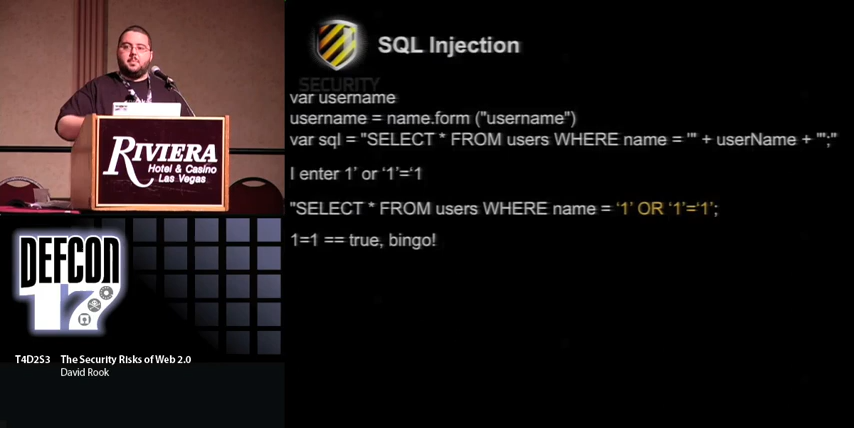 SQL Injection
SECURITY
var username
username = name.form ("username")
var sql = "SELECT * FROM users WHERE name = '" + userName + "';"
I enter 1' or ‘1’=‘1
"SELECT * FROM users WHERE name = ‘1’ OR ‘1’=‘1’;
1=1 == true, bingo!
RIVIERA
Hotel & Casino
Las Vegas
DEFCON
17
T4D2S3 The Security Risks of Web 2.0
David Rook